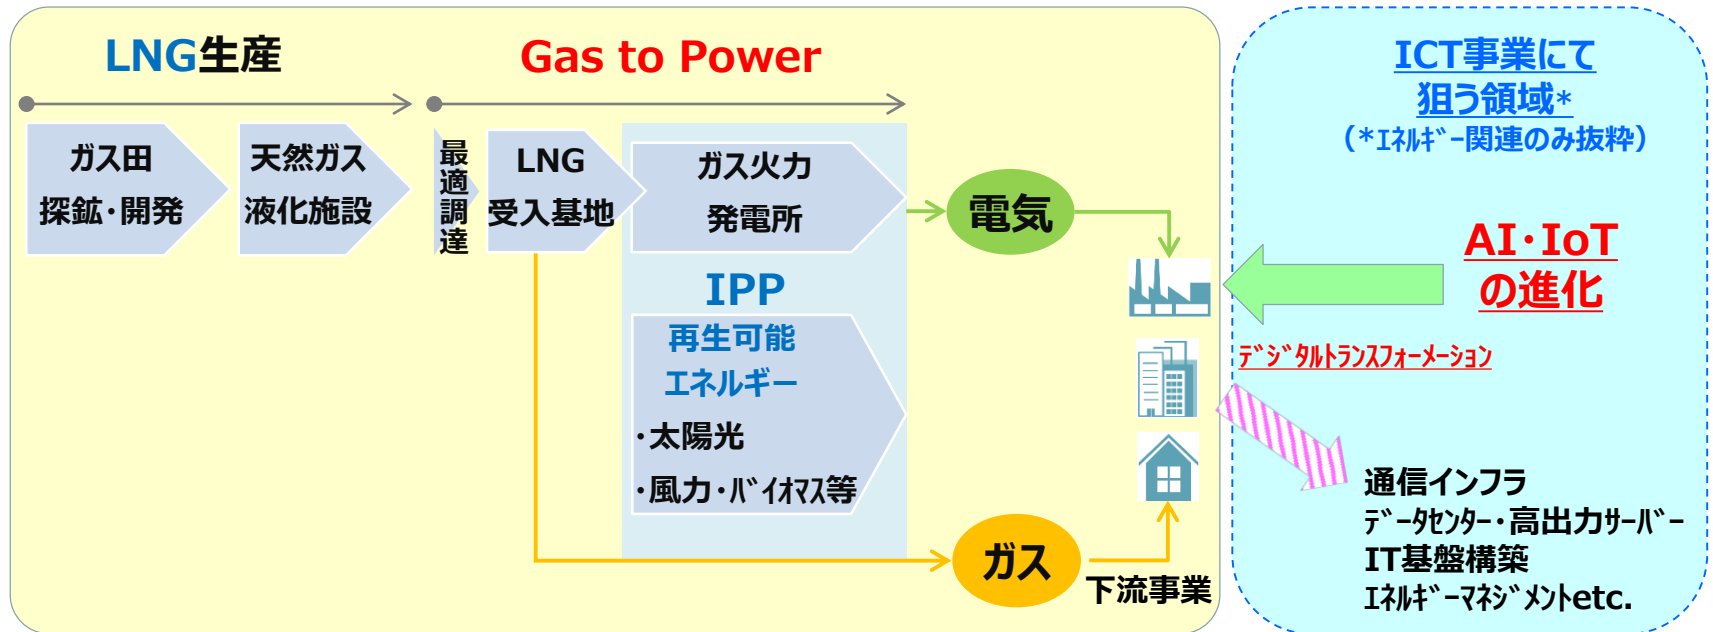 LNG生産
Gas to Power
ガス田
探鉱・開発
天然ガス
液化施設
最適調達
LNG
受入基地
ガス火力
発電所
IPP
再生可能
エネルギー
・太陽光
・風力・ﾊﾞｲｵﾏｽ等
電気
ガス
下流事業
ICT事業にて
狙う領域*
（*ｴﾈﾙｷﾞｰ関連のみ抜粋）
AI・IoT
の進化
ﾃﾞｼﾞﾀﾙﾄﾗﾝｽﾌｫｰﾒｰｼｮﾝ
通信インフラ
ﾃﾞｰﾀｾﾝﾀｰ・高出力ｻｰﾊﾞｰ
IT基盤構築
ｴﾈﾙｷﾞｰﾏﾈｼﾞﾒﾝﾄetc.